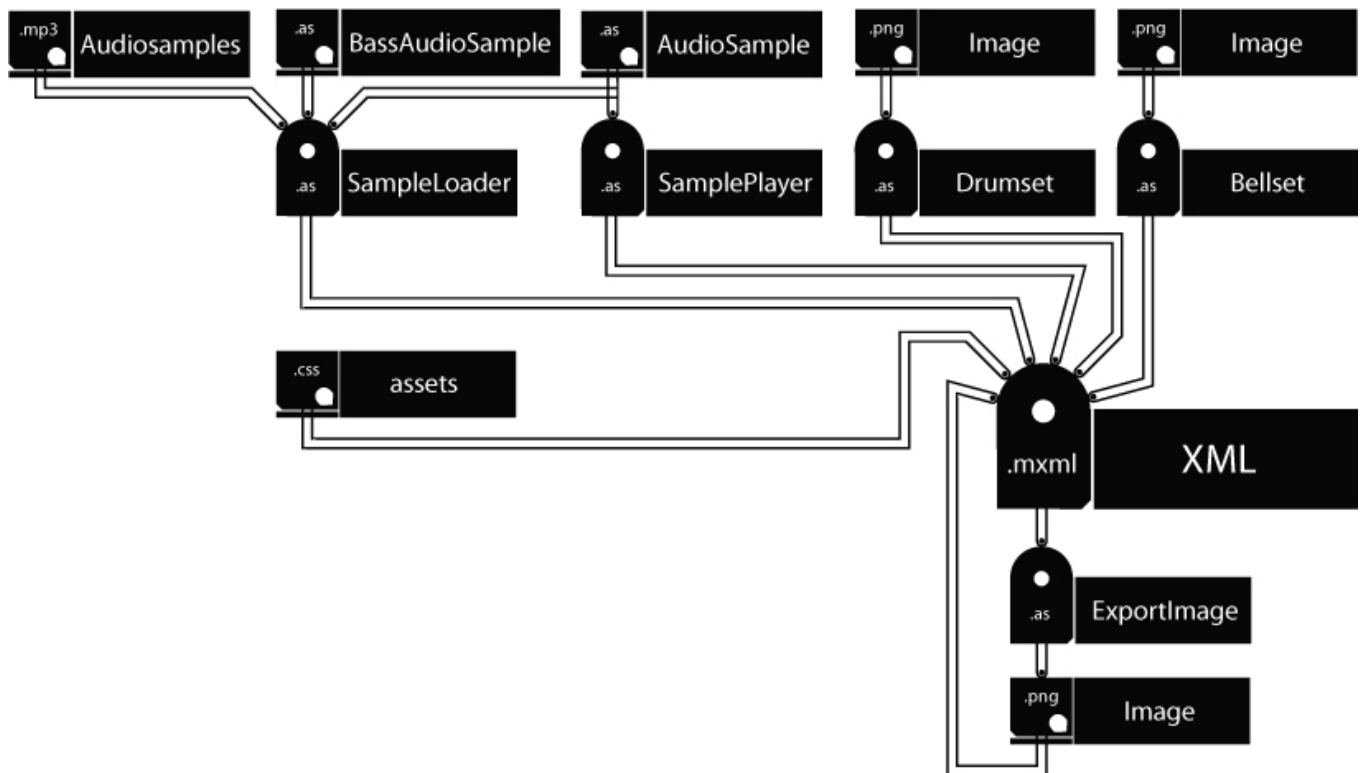 .mp3 Audiosamples
.as BassAudioSample
.as AudioSample
.png Image
.png Image
.as SampleLoader
.as SamplePlayer
.as Drumset
.as Bellset
.css assets
.mxml XML
.as ExportImage
.png Image